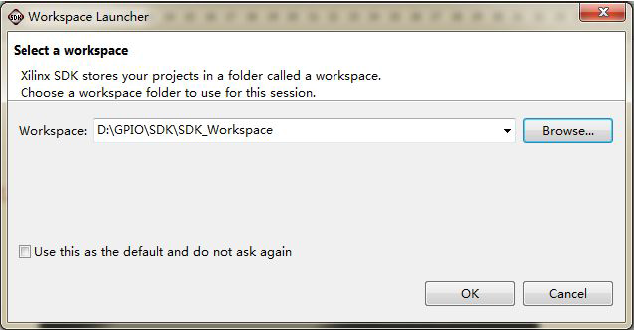 SDK Workspace Launcher
Select a workspace
Xilinx SDK stores your projects in a folder called a workspace.
Choose a workspace folder to use for this session.
Workspace: D:\GPIO\SDK\SDK_Workspace Browse...
Use this as the default and do not ask again
OK Cancel